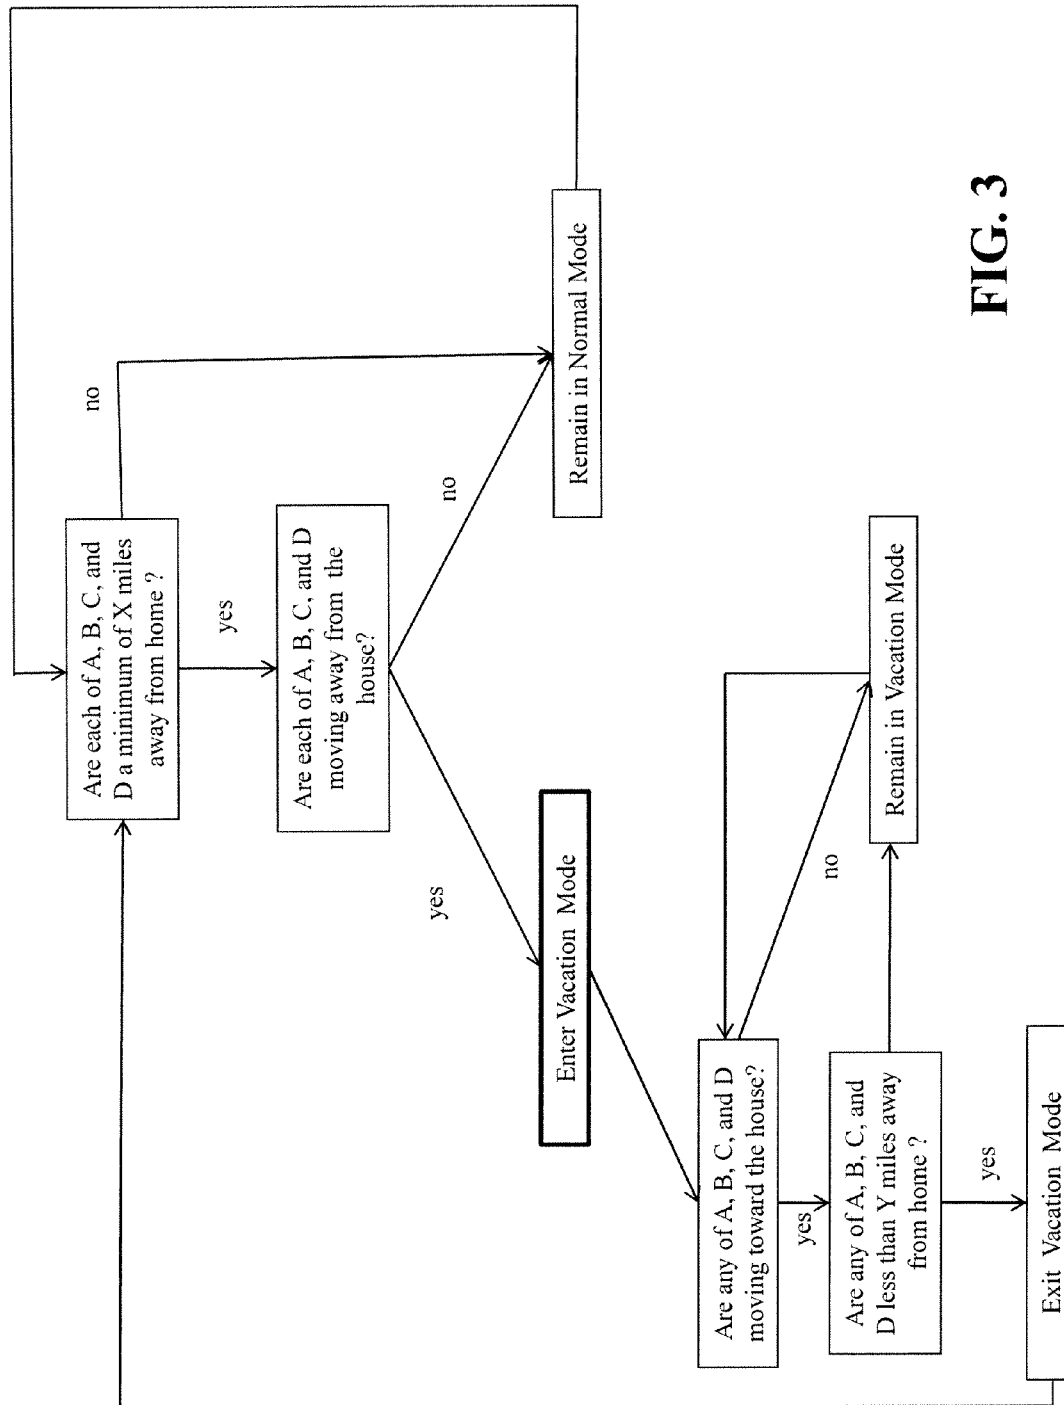 Are each of A, B, C, and
D a minimum of X miles
away from home ?
no
yes
Are each of A, B, C, and D
moving away from the
house?
yes
no
Enter Vacation Mode
Remain in Normal Mode
Are any of A, B, C, and D
moving toward the house?
no
yes
Are any of A, B, C, and
D less than Y miles away
from home ?
Remain in Vacation Mode
yes
Exit Vacation Mode
FIG. 3